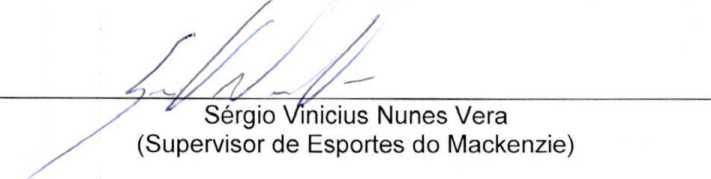 Sérgio Vinicius Nunes Vera
(Supervisor de Esportes do Mackenzie)